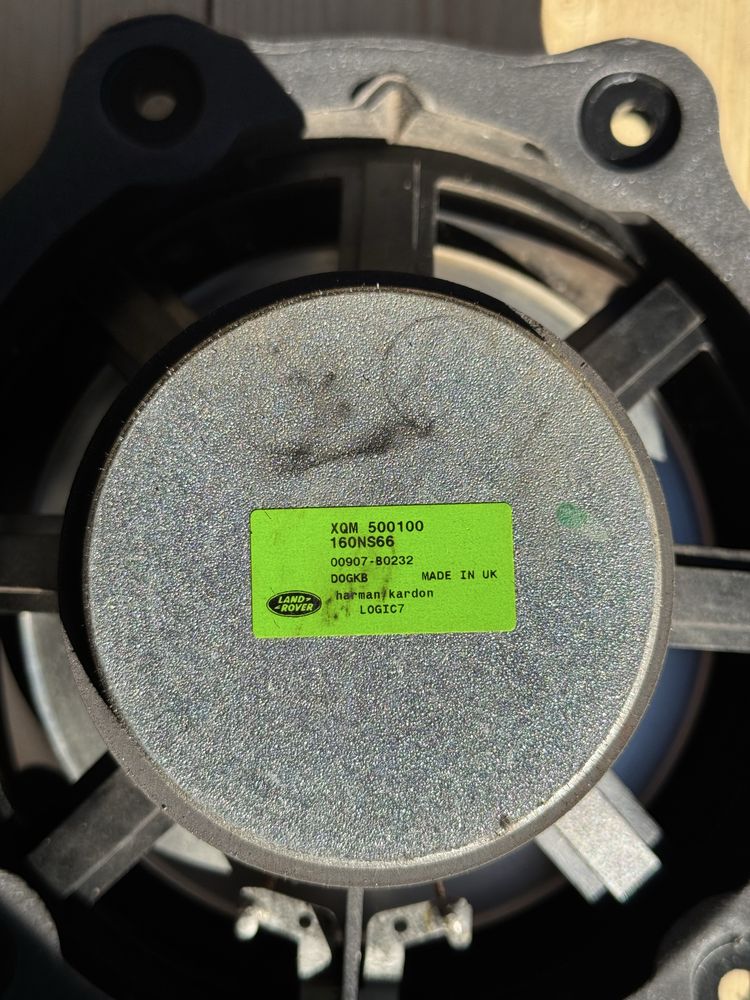 XQM 500100
160NS66
00907-B0232
DOGKB MADE IN UK
LAND-
ROVER
harman/kardon
LOGIC7